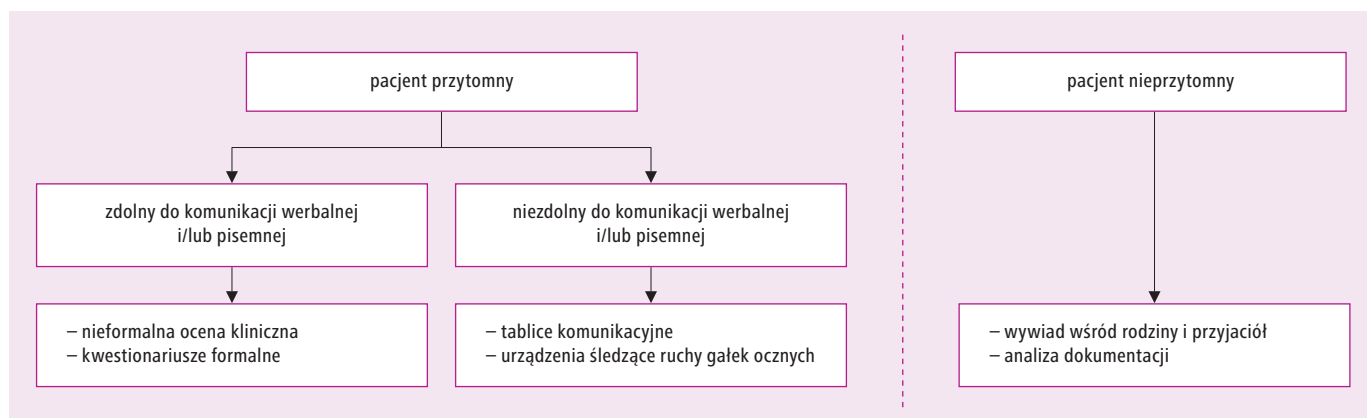 pacjent przytomny
pacjent nieprzytomny
zdolny do komunikacji werbalnej
i/lub pisemnej
niezdolny do komunikacji werbalnej
i/lub pisemnej
– nieformalna ocena kliniczna
– kwestionariusze formalne
– tablice komunikacyjne
– urządzenia śledzące ruchy gałek ocznych
– wywiad wśród rodziny i przyjaciół
– analiza dokumentacji